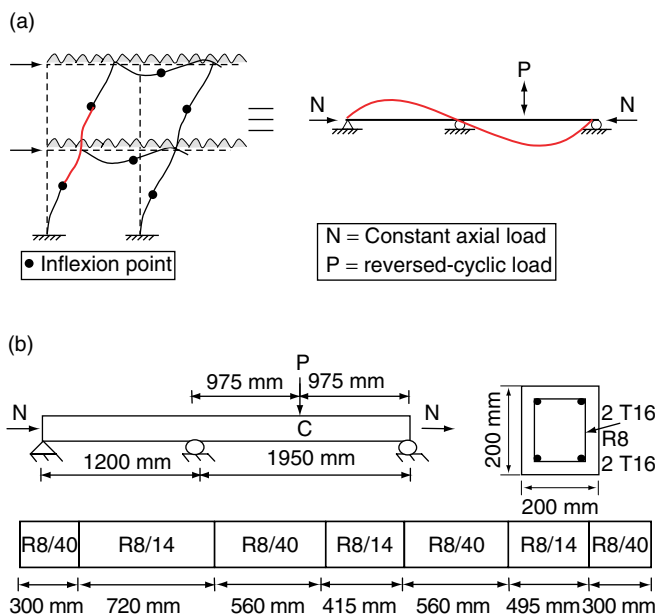 (a)
P
N
N
N = Constant axial load
P = reversed-cyclic load
Inflexion point
(b)
P
975 mm 975 mm
N
N
C
1200 mm 1950 mm
200 mm
2 T16
R8
2 T16
200 mm
R8/40 R8/14 R8/40 R8/14 R8/40 R8/14 R8/40
300 mm 720 mm 560 mm 415 mm 560 mm 495 mm 300 mm